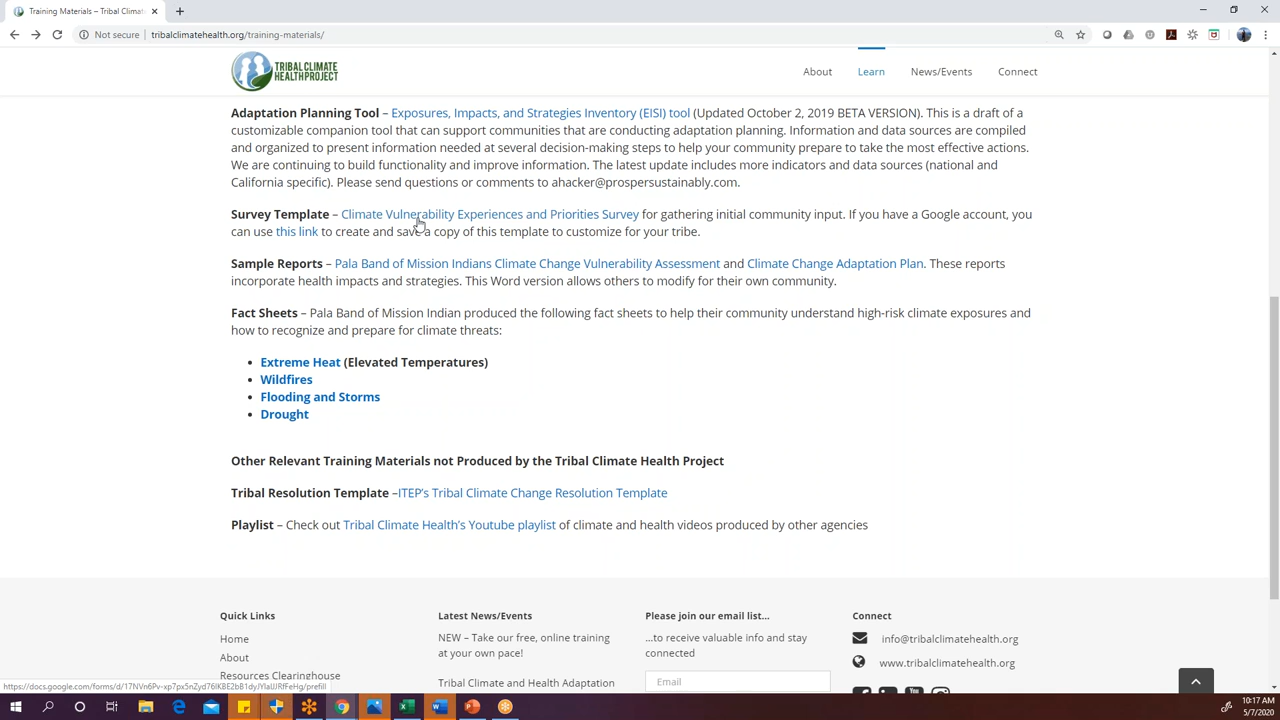 Training Materials – Tribal Climat
Not secure
tribalclimatehealth.org/training-materials/
TRIBAL CLIMATE
HEALTH PROJECT
About
Learn
News/Events
Connect
Adaptation Planning Tool – Exposures, Impacts, and Strategies Inventory (EISI) tool (Updated October 2, 2019 BETA VERSION). This is a draft of a
customizable companion tool that can support communities that are conducting adaptation planning. Information and data sources are compiled
and organized to present information needed at several decision-making steps to help your community prepare to take the most effective actions.
We are continuing to build functionality and improve information. The latest update includes more indicators and data sources (national and
California specific). Please send questions or comments to ahacker@prospersustainably.com.
Survey Template – Climate Vulnerability Experiences and Priorities Survey for gathering initial community input. If you have a Google account, you
can use this link to create and save a copy of this template to customize for your tribe.
Sample Reports – Pala Band of Mission Indians Climate Change Vulnerability Assessment and Climate Change Adaptation Plan. These reports
incorporate health impacts and strategies. This Word version allows others to modify for their own community.
Fact Sheets – Pala Band of Mission Indian produced the following fact sheets to help their community understand high-risk climate exposures and
how to recognize and prepare for climate threats:
• Extreme Heat (Elevated Temperatures)
• Wildfires
• Flooding and Storms
• Drought
Other Relevant Training Materials not Produced by the Tribal Climate Health Project
Tribal Resolution Template –ITEP's Tribal Climate Change Resolution Template
Playlist – Check out Tribal Climate Health's Youtube playlist of climate and health videos produced by other agencies
Quick Links
Home
About
Resources Clearinghouse
Latest News/Events
NEW – Take our free, online training
at your own pace!
Tribal Climate and Health Adaptation
Please join our email list...
...to receive valuable info and stay
connected
Email
Connect
info@tribalclimatehealth.org
www.tribalclimatehealth.org
10:17 AM
5/7/2020